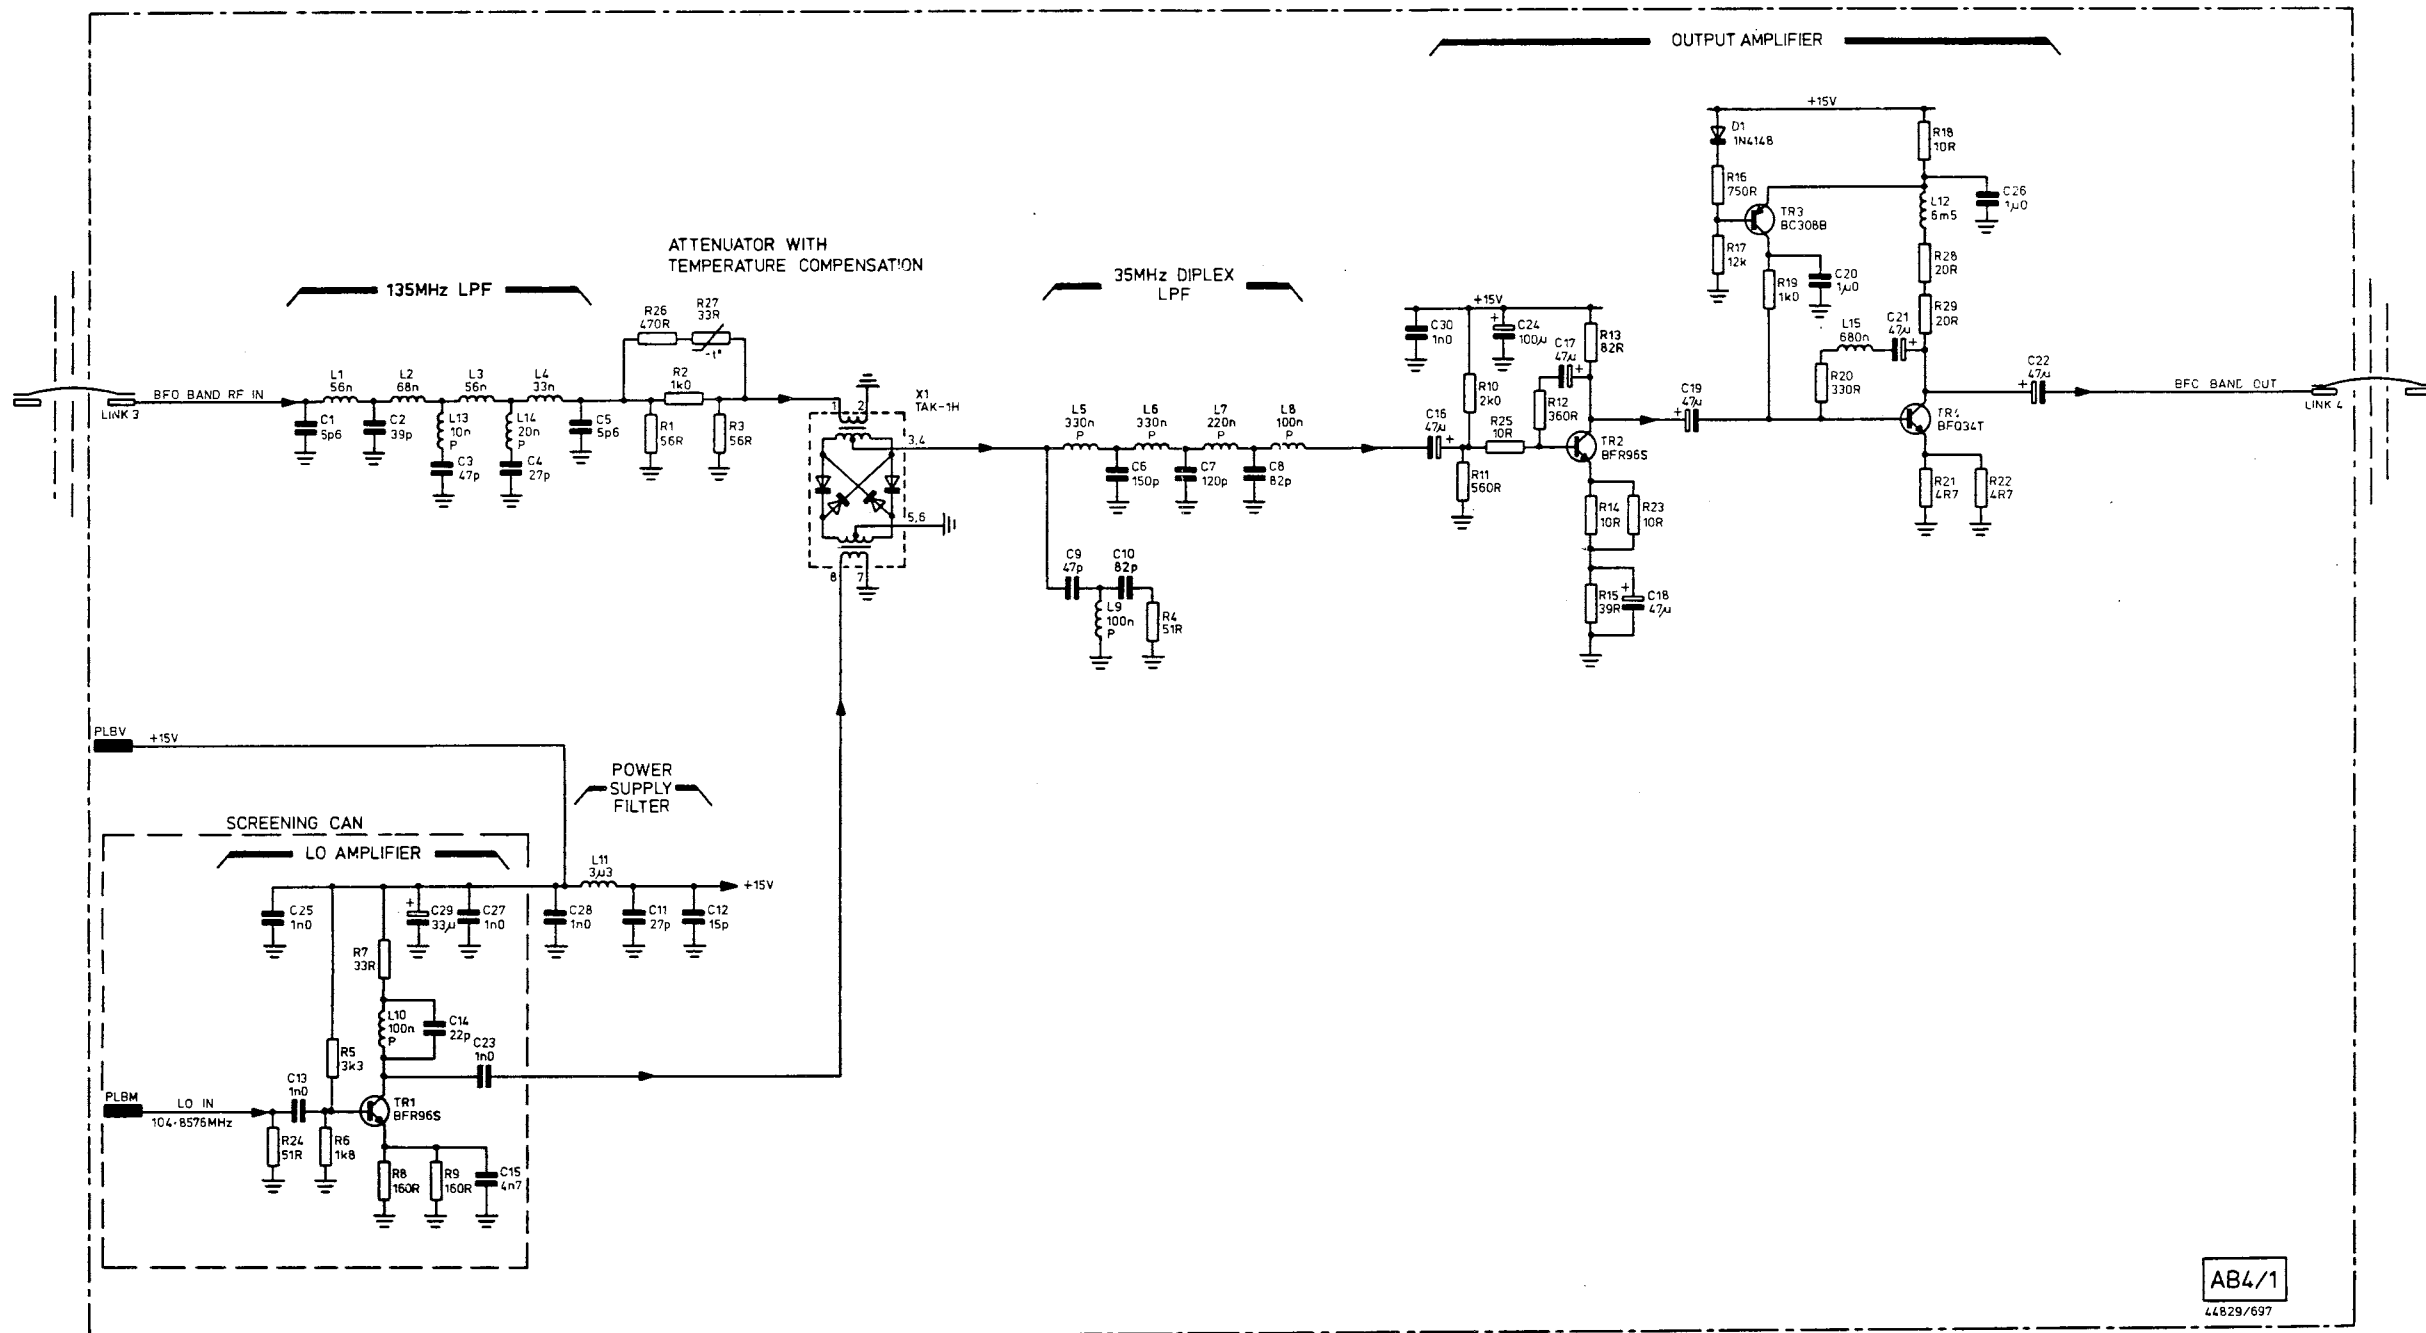 OUTPUT AMPLIFIER
+15V
D1
1N4148
R18
10R
R16
750R
C26
1µ0
L12
6m5
TR3
BC308B
R17
12k
R28
20R
C20
1µ0
R19
1k0
R29
20R
L15
680n
C21
47µ
+
R20
330R
C22
47µ
+
BFO BAND OUT
LINK 4
TR4
BFQ34T
R21
4R7
R22
4R7
ATTENUATOR WITH
TEMPERATURE COMPENSATION
135MHz LPF
35MHz DIPLEX
LPF
R26
470R
R27
33R
-t°
R2
1k0
L1
56n
L2
68n
L3
56n
L4
33n
BFO BAND RF IN
LINK 3
C1
5p6
C2
39p
L13
10n
P
L14
20n
P
C5
5p6
C3
47p
C4
27p
R1
56R
R3
56R
X1
TAK-1H
1
2
3,4
5,6
8
7
L5
330n
P
L6
330n
P
L7
220n
P
L8
100n
P
C6
150p
C7
120p
C8
82p
C9
47p
C10
82p
L9
100n
P
R4
51R
+15V
C30
1n0
+
C24
100µ
R13
82R
C17
47µ
+
R10
2k0
R12
360R
C16
47µ
+
R25
10R
R11
560R
TR2
BFR96S
C19
47µ
+
R14
10R
R23
10R
R15
39R
+
C18
47µ
PLBV
+15V
POWER
SUPPLY
FILTER
SCREENING CAN
LO AMPLIFIER
L11
3µ3
+15V
C25
1n0
+
C29
33µ
C27
1n0
C28
1n0
C11
27p
C12
15p
R7
33R
L10
100n
P
C14
22p
C23
1n0
R5
3k3
C13
1n0
PLBM
LO IN
104·8576MHz
TR1
BFR96S
R24
51R
R6
1k8
R8
160R
R9
160R
C15
4n7
AB4/1
44829/697